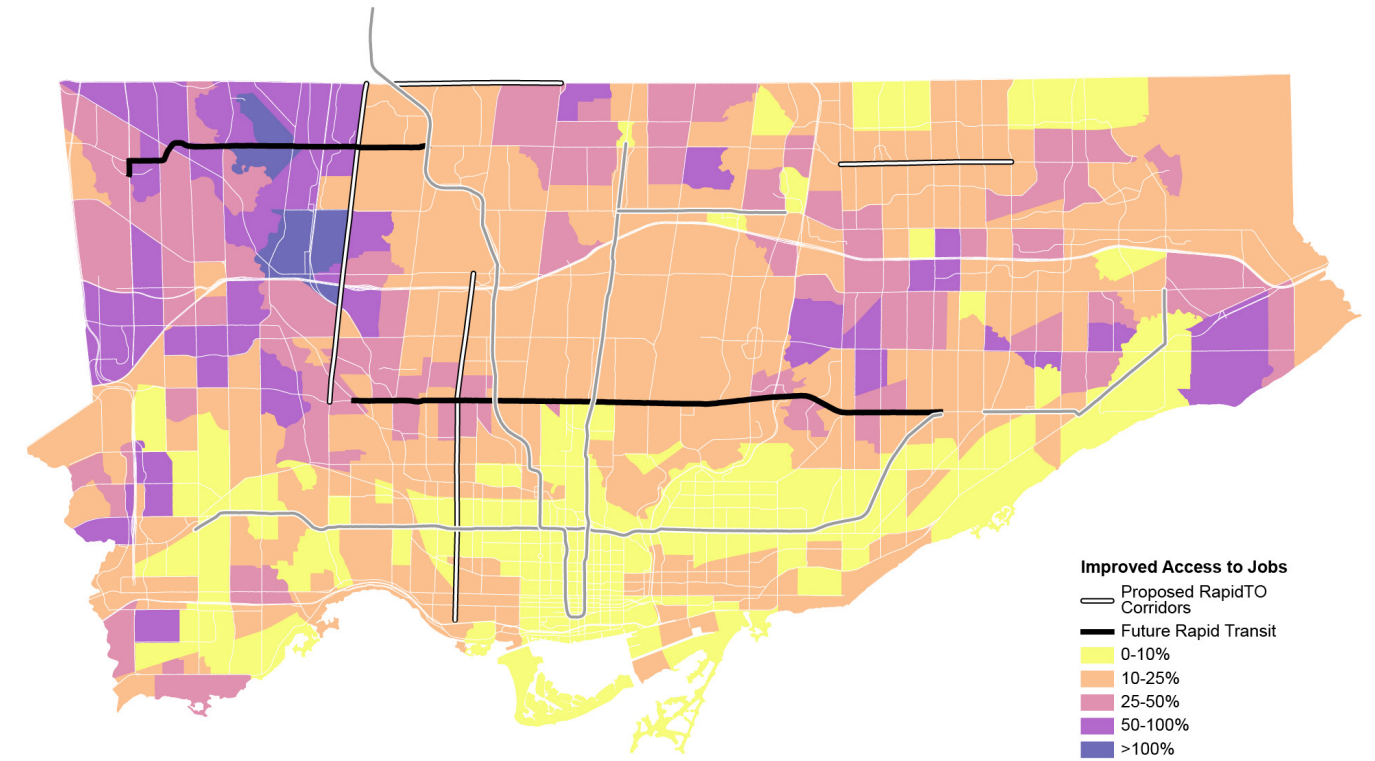 Improved Access to Jobs
Proposed RapidTO
Corridors
Future Rapid Transit
0-10%
10-25%
25-50%
50-100%
>100%